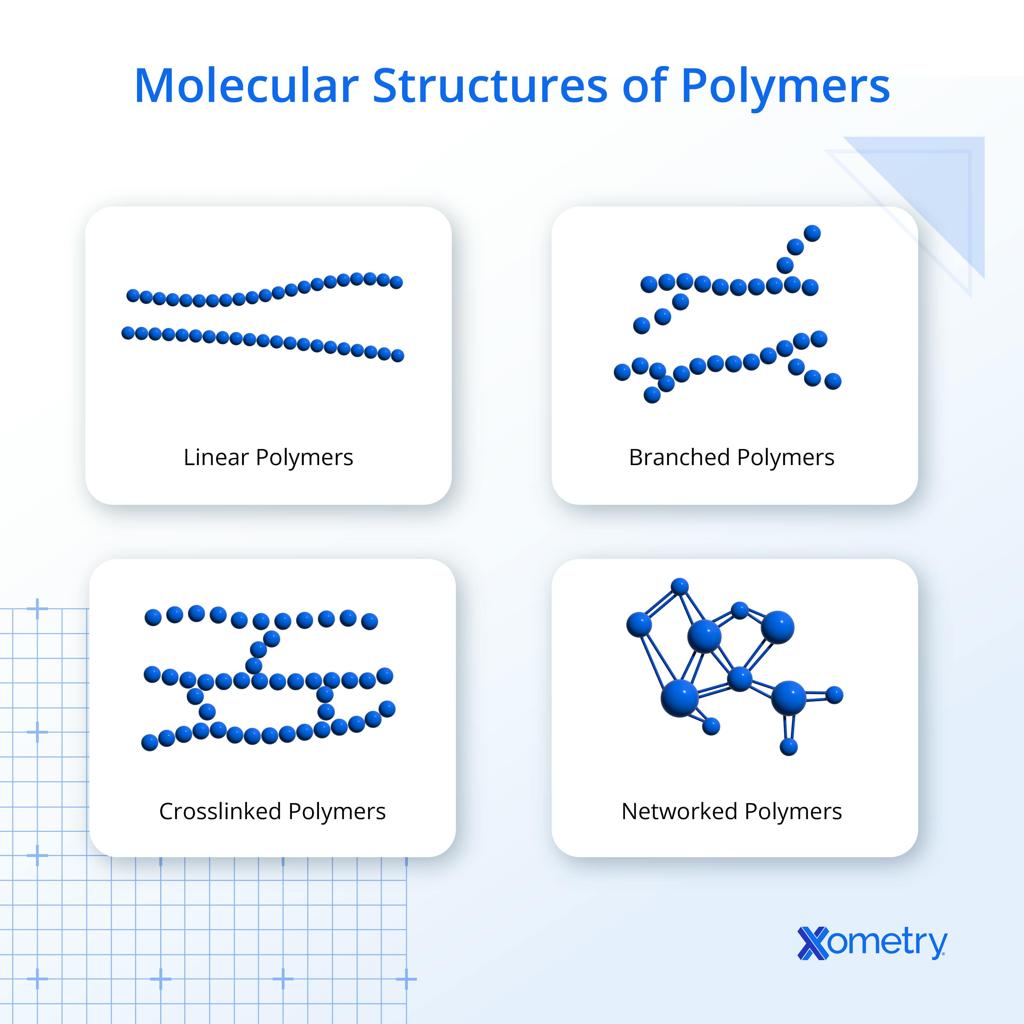 Molecular Structures of Polymers
Linear Polymers
Branched Polymers
Crosslinked Polymers
Networked Polymers
Xometry